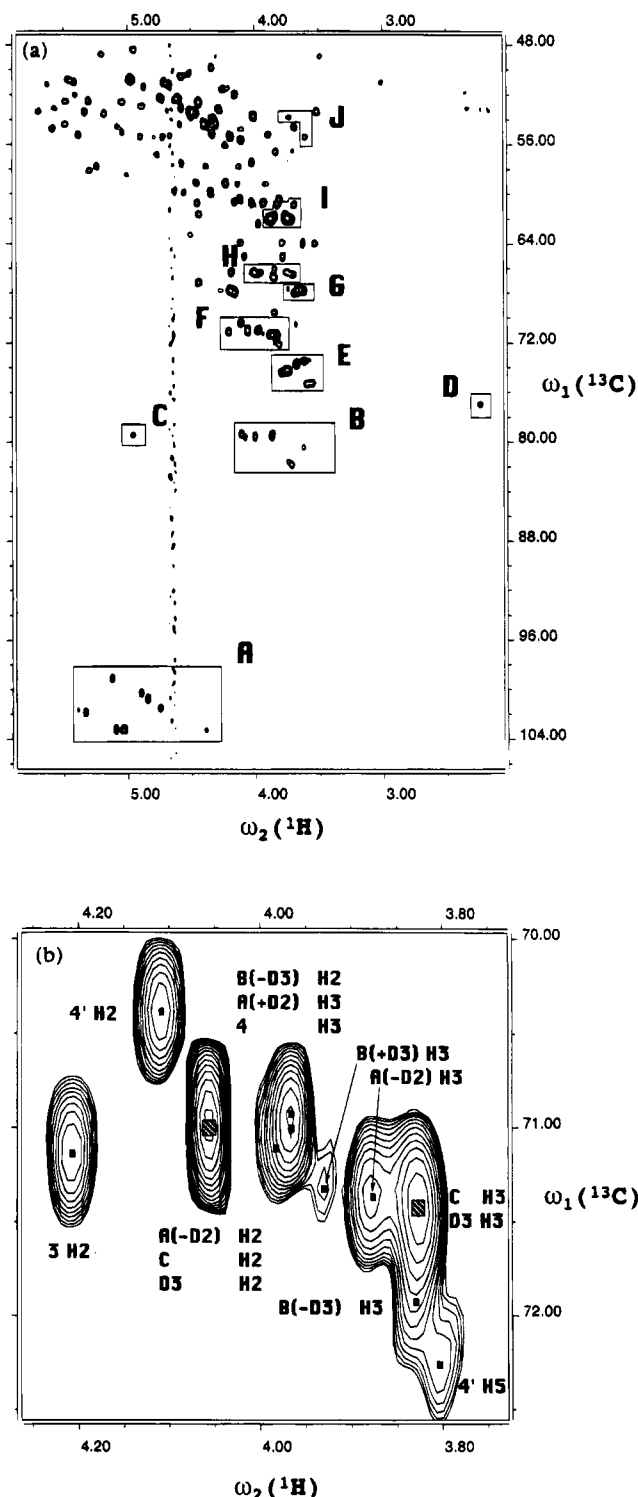 5.00 4.00 3.00
(a)
48.00
J
56.00
I
64.00
H
G
F
72.00
E
ω1 (13C)
D
C
B
80.00
88.00
96.00
A
104.00
5.00 4.00 3.00
ω2 (1H)
4.20 4.00 3.80
(b)
70.00
B(-D3) H2
4' H2
A(+D2) H3
4 H3
B(+D3) H3
A(-D2) H3
71.00
ω1 (13C)
C H3
D3 H3
3 H2
A(-D2) H2
C H2
D3 H2
B(-D3) H3
72.00
4' H5
4.20 4.00 3.80
ω2 (1H)